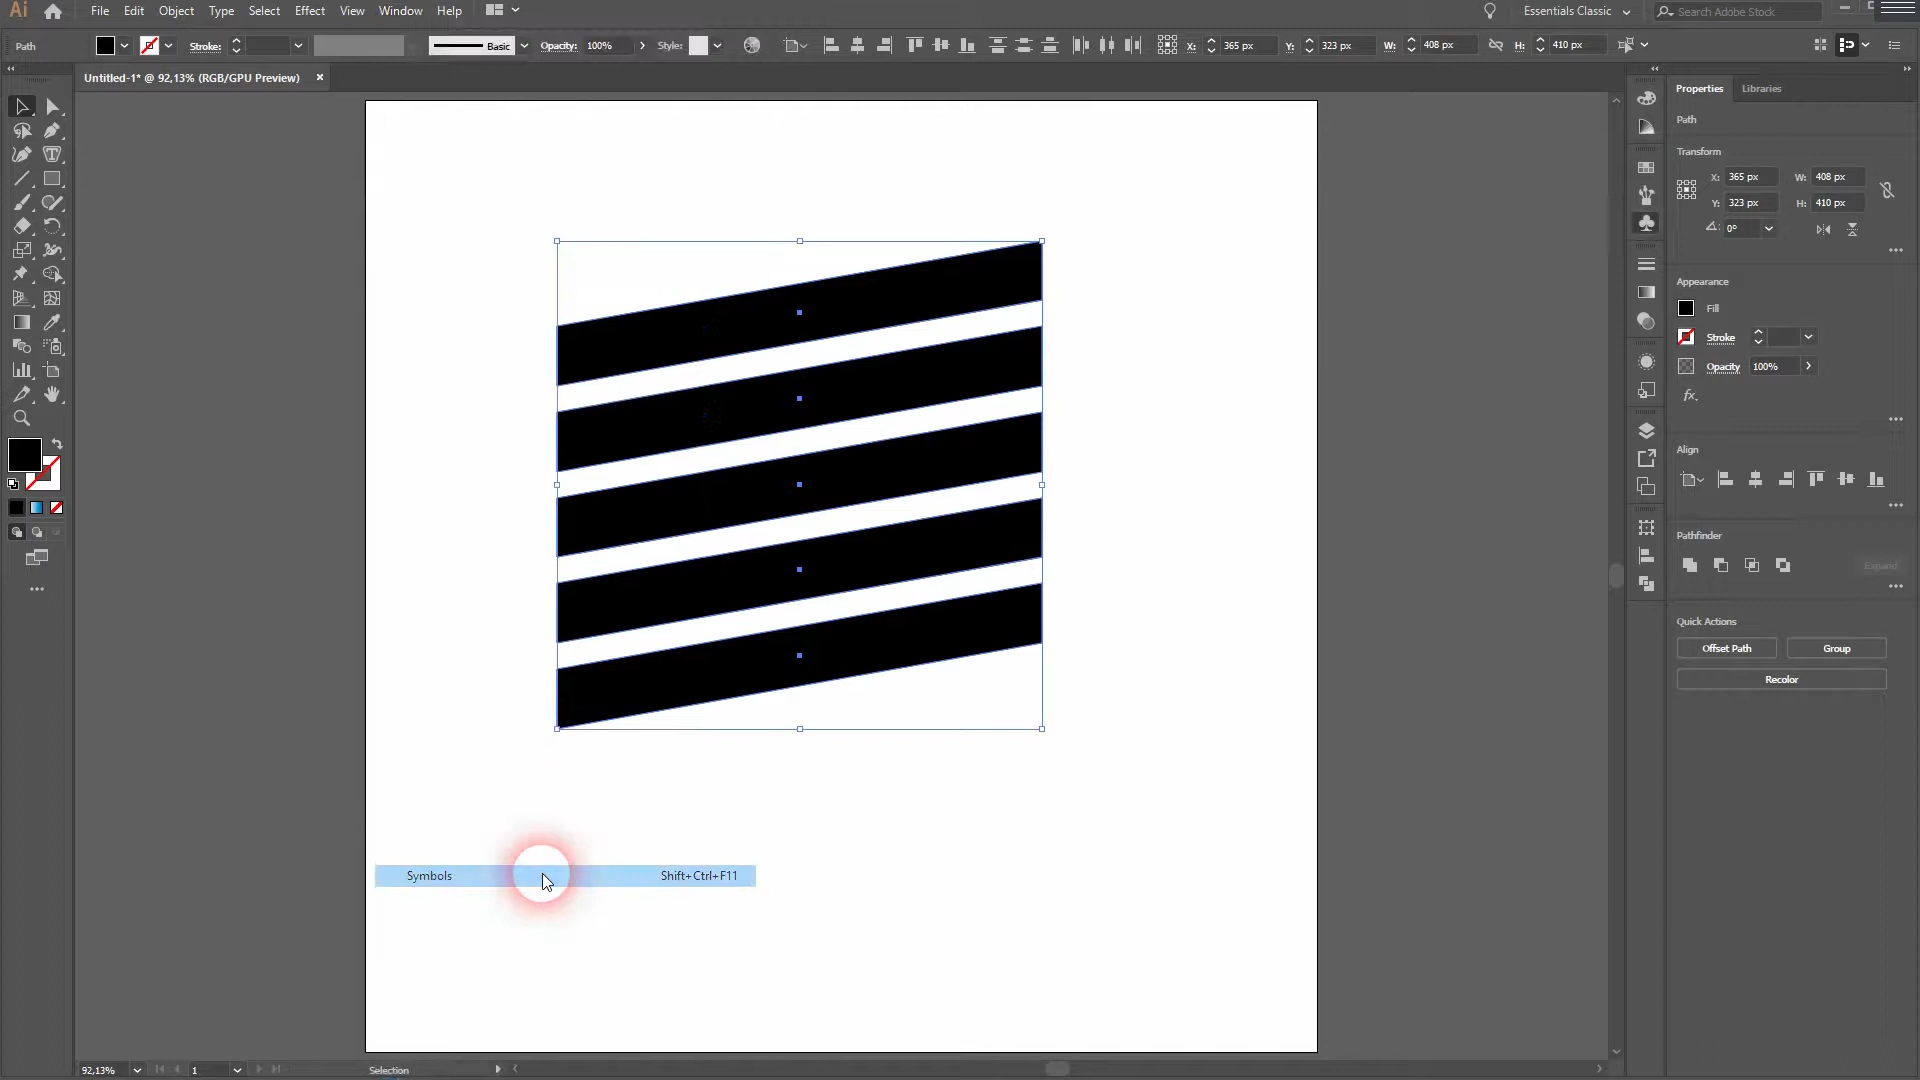 Ai File Edit Object Type Select Effect View Window Help Essentials Classic Search Adobe Stock
Path Stroke: Basic Opacity: 100% Style: X: 365 px Y: 323 px W: 408 px H: 410 px
Untitled-1* @ 92,13% (RGB/GPU Preview) ×
Properties Libraries
Path
Transform
X: 365 px W: 408 px
Y: 323 px H: 410 px
0°
Appearance
Fill
Stroke
Opacity 100%
fx.
Align
Pathfinder
Expand
Quick Actions
Offset Path Group
Recolor
Symbols Shift+Ctrl+F11
92,13% 1 Selection